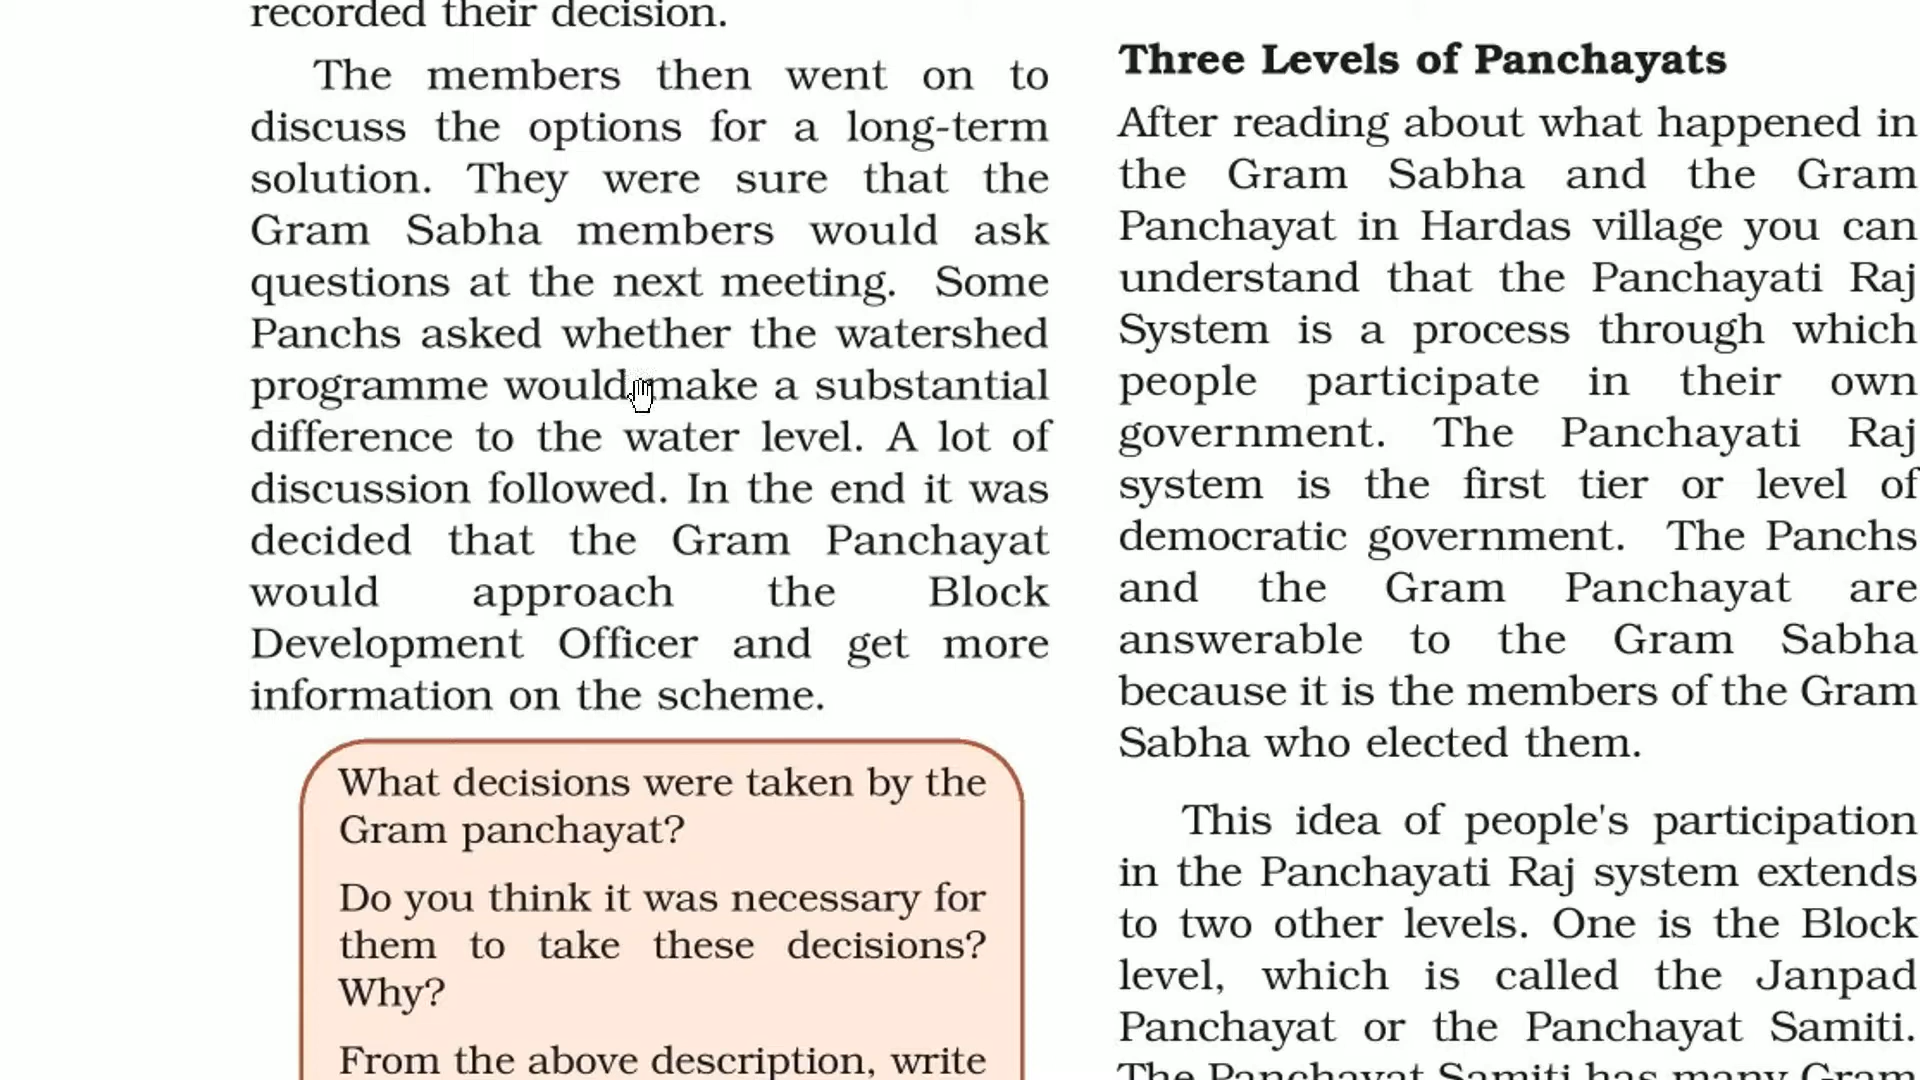 recorded their decision.
The members then went on to
discuss the options for a long-term
solution. They were sure that the
Gram Sabha members would ask
questions at the next meeting. Some
Panchs asked whether the watershed
programme would make a substantial
difference to the water level. A lot of
discussion followed. In the end it was
decided that the Gram Panchayat
would approach the Block
Development Officer and get more
information on the scheme.
What decisions were taken by the
Gram panchayat?
Do you think it was necessary for
them to take these decisions?
Why?
From the above description, write
Three Levels of Panchayats
After reading about what happened in
the Gram Sabha and the Gram
Panchayat in Hardas village you can
understand that the Panchayati Raj
System is a process through which
people participate in their own
government. The Panchayati Raj
system is the first tier or level of
democratic government. The Panchs
and the Gram Panchayat are
answerable to the Gram Sabha
because it is the members of the Gram
Sabha who elected them.
This idea of people's participation
in the Panchayati Raj system extends
to two other levels. One is the Block
level, which is called the Janpad
Panchayat or the Panchayat Samiti.
The Panchayat Samiti has many Gram